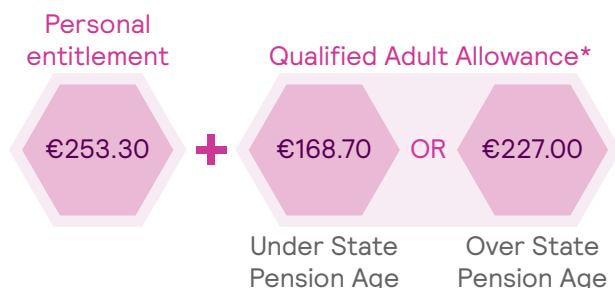 Personal
entitlement
Qualified Adult Allowance*
€253.30 + €168.70 OR €227.00
Under State
Pension Age
Over State
Pension Age